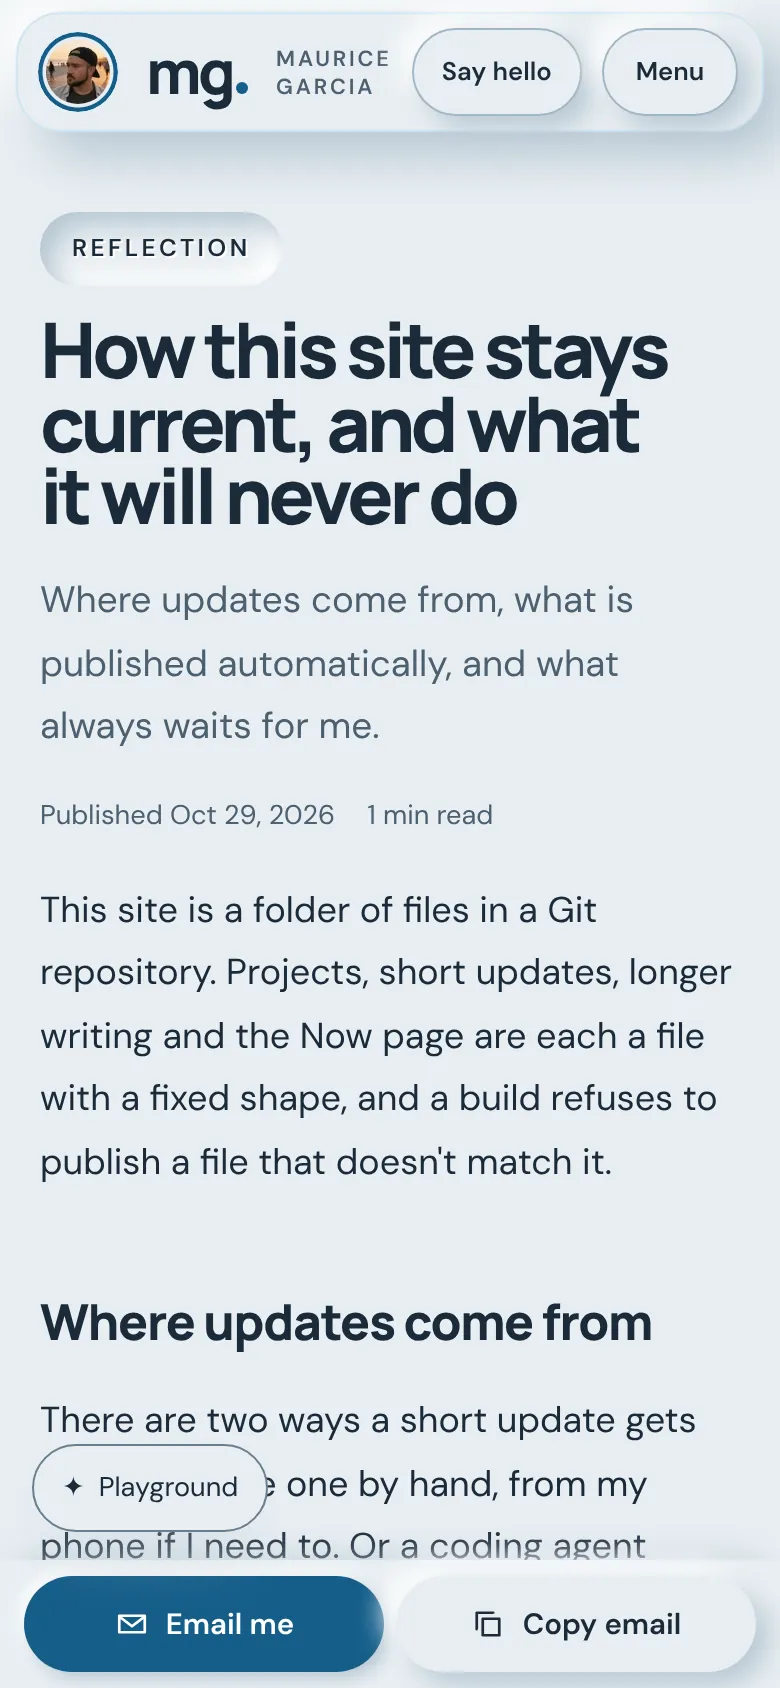 mg.
MAURICE
GARCIA
Say hello
Menu
REFLECTION
How this site stays
current, and what
it will never do
Where updates come from, what is
published automatically, and what
always waits for me.
Published Oct 29, 2026 1 min read
This site is a folder of files in a Git
repository. Projects, short updates, longer
writing and the Now page are each a file
with a fixed shape, and a build refuses to
publish a file that doesn't match it.
Where updates come from
There are two ways a short update gets
✦ Playground
one by hand, from my
phone if I need to. Or a coding agent
Email me
Copy email